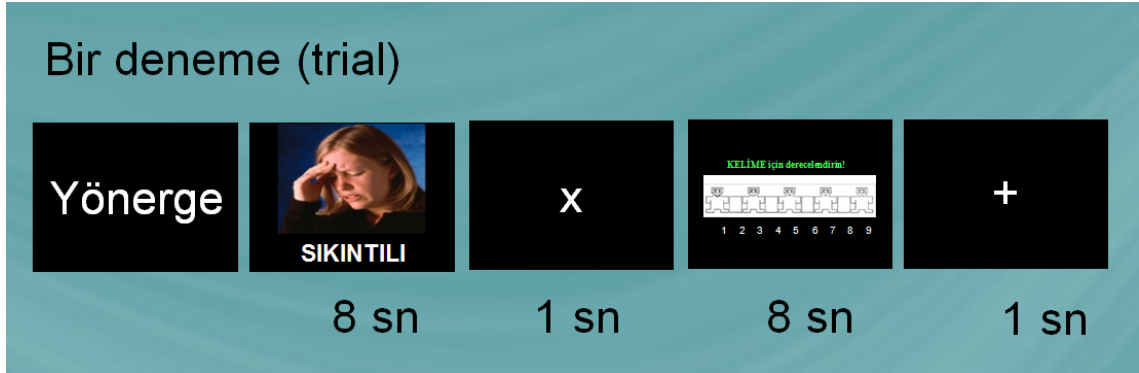 Bir deneme (trial)
Yönerge
SIKINTILI
x
KELİME için derecelendirin!
1 2 3 4 5 6 7 8 9
+
8 sn
1 sn
8 sn
1 sn